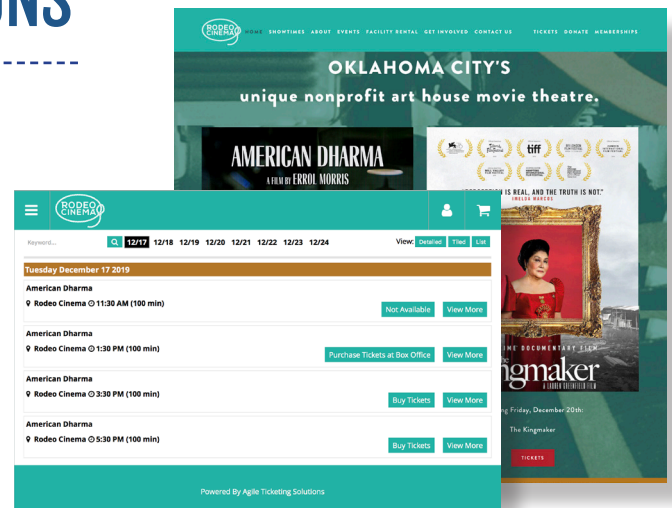 RODEO
CINEMA
HOME SHOWTIMES ABOUT EVENTS FACILITY RENTAL GET INVOLVED CONTACT US TICKETS DONATE MEMBERSHIPS
OKLAHOMA CITY'S
unique nonprofit art house movie theatre.
AMERICAN DHARMA
A FILM BY ERROL MORRIS
tiff
IS REAL, AND THE TRUTH IS NOT."
IMELDA MARCOS
A LAUREN GREENFIELD FILM
Friday, December 20th:
The Kingmaker
TICKETS
RODEO
CINEMA
Keyword... 12/17 12/18 12/19 12/20 12/21 12/22 12/23 12/24 View: Detailed Tiled List
Tuesday December 17 2019
American Dharma
Rodeo Cinema 11:30 AM (100 min)
Not Available View More
American Dharma
Rodeo Cinema 1:30 PM (100 min)
Purchase Tickets at Box Office View More
American Dharma
Rodeo Cinema 3:30 PM (100 min)
Buy Tickets View More
American Dharma
Rodeo Cinema 5:30 PM (100 min)
Buy Tickets View More
Powered By Agile Ticketing Solutions